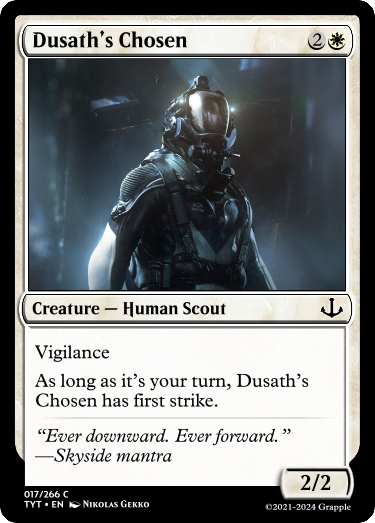 Dusath's Chosen 2
Creature — Human Scout
Vigilance
As long as it's your turn, Dusath's
Chosen has first strike.
"Ever downward. Ever forward."
—Skyside mantra
2/2
017/266 C
TYT • EN Nikolas Gekko
©2021-2024 Grapple